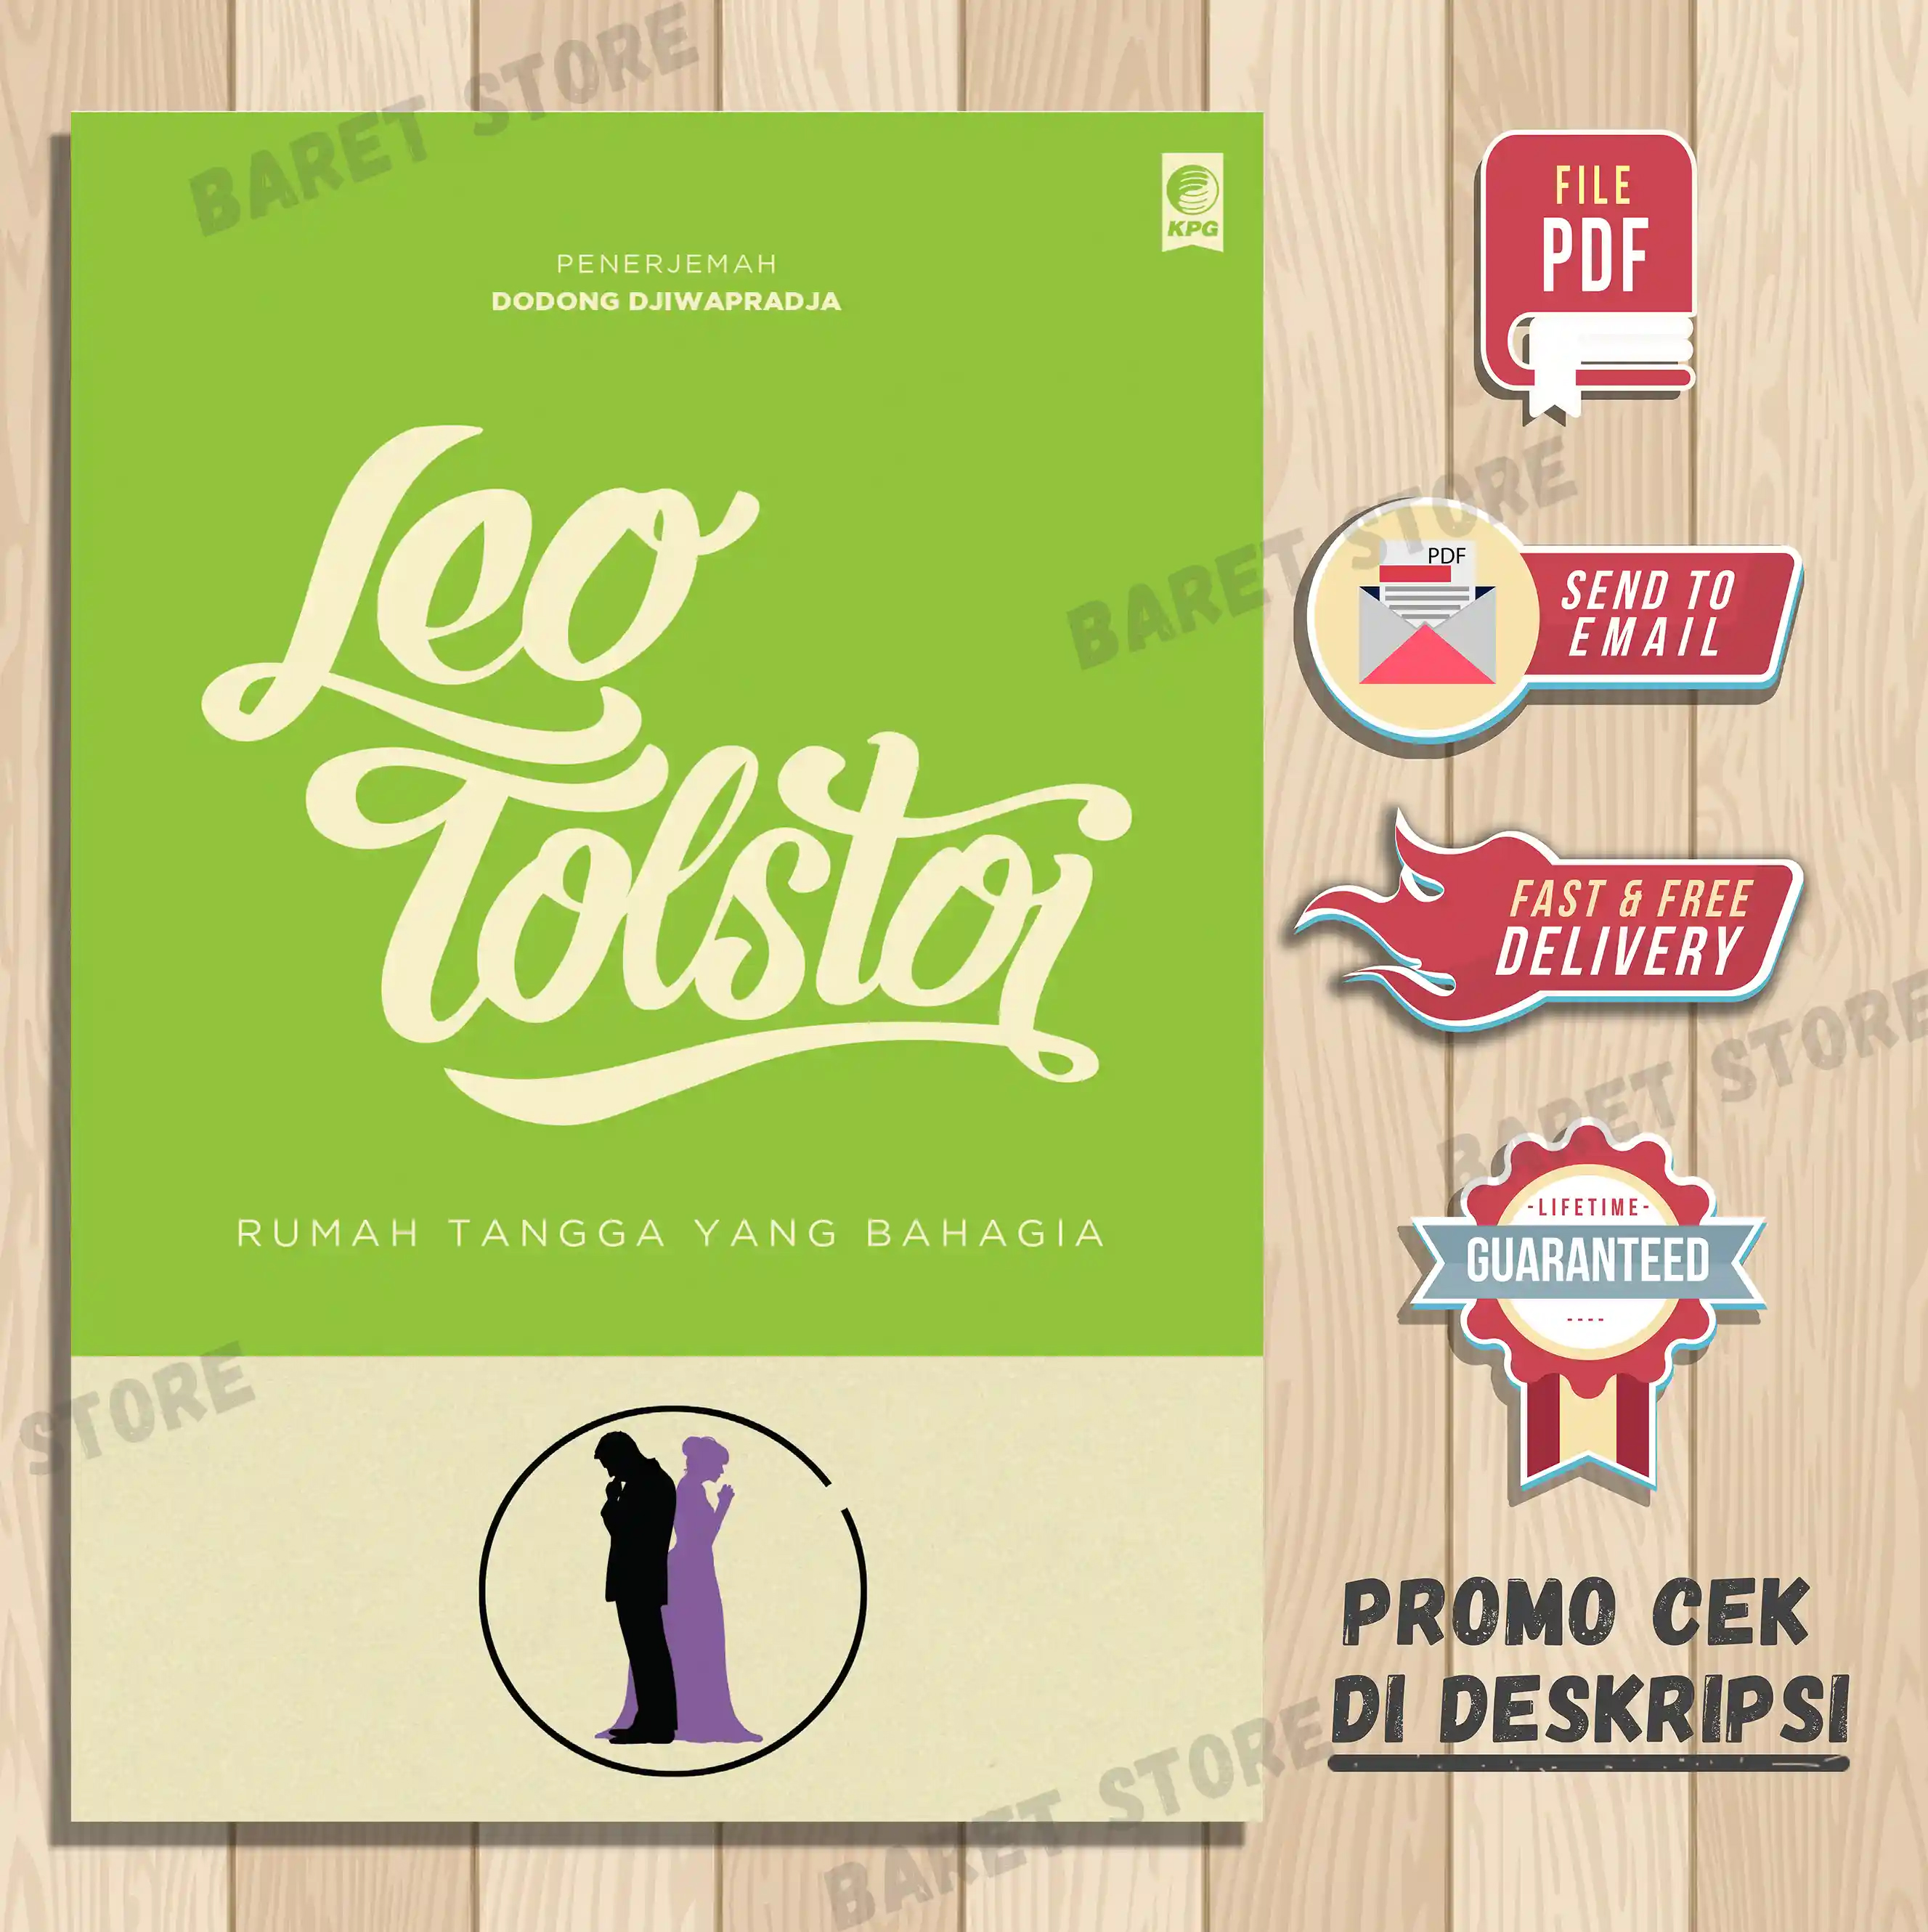 BARET STORE
KPG
PENERJEMAH
DODONG DJIWAPRADJA
Leo
Tolstoi
RUMAH TANGGA YANG BAHAGIA
FILE
PDF
BARET STORE
PDF
SEND TO
EMAIL
FAST & FREE
DELIVERY
BARET STORE
-LIFETIME-
GUARANTEED
----
STORE
PROMO CEK
DI DESKRIPSI
BARET STORE